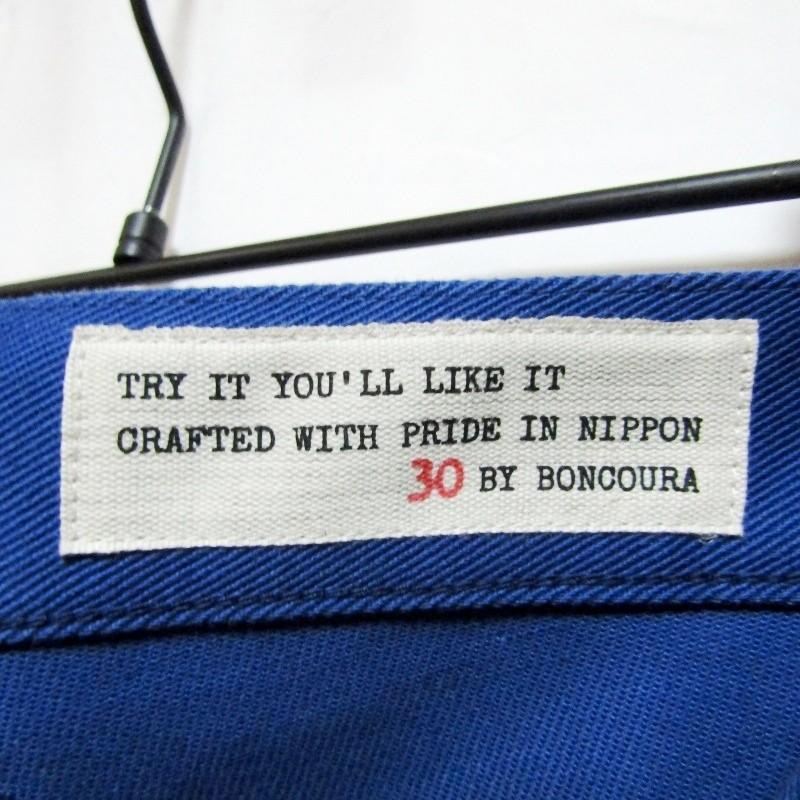 TRY IT YOU'LL LIKE IT
CRAFTED WITH PRIDE IN NIPPON
30 BY BONCOURA